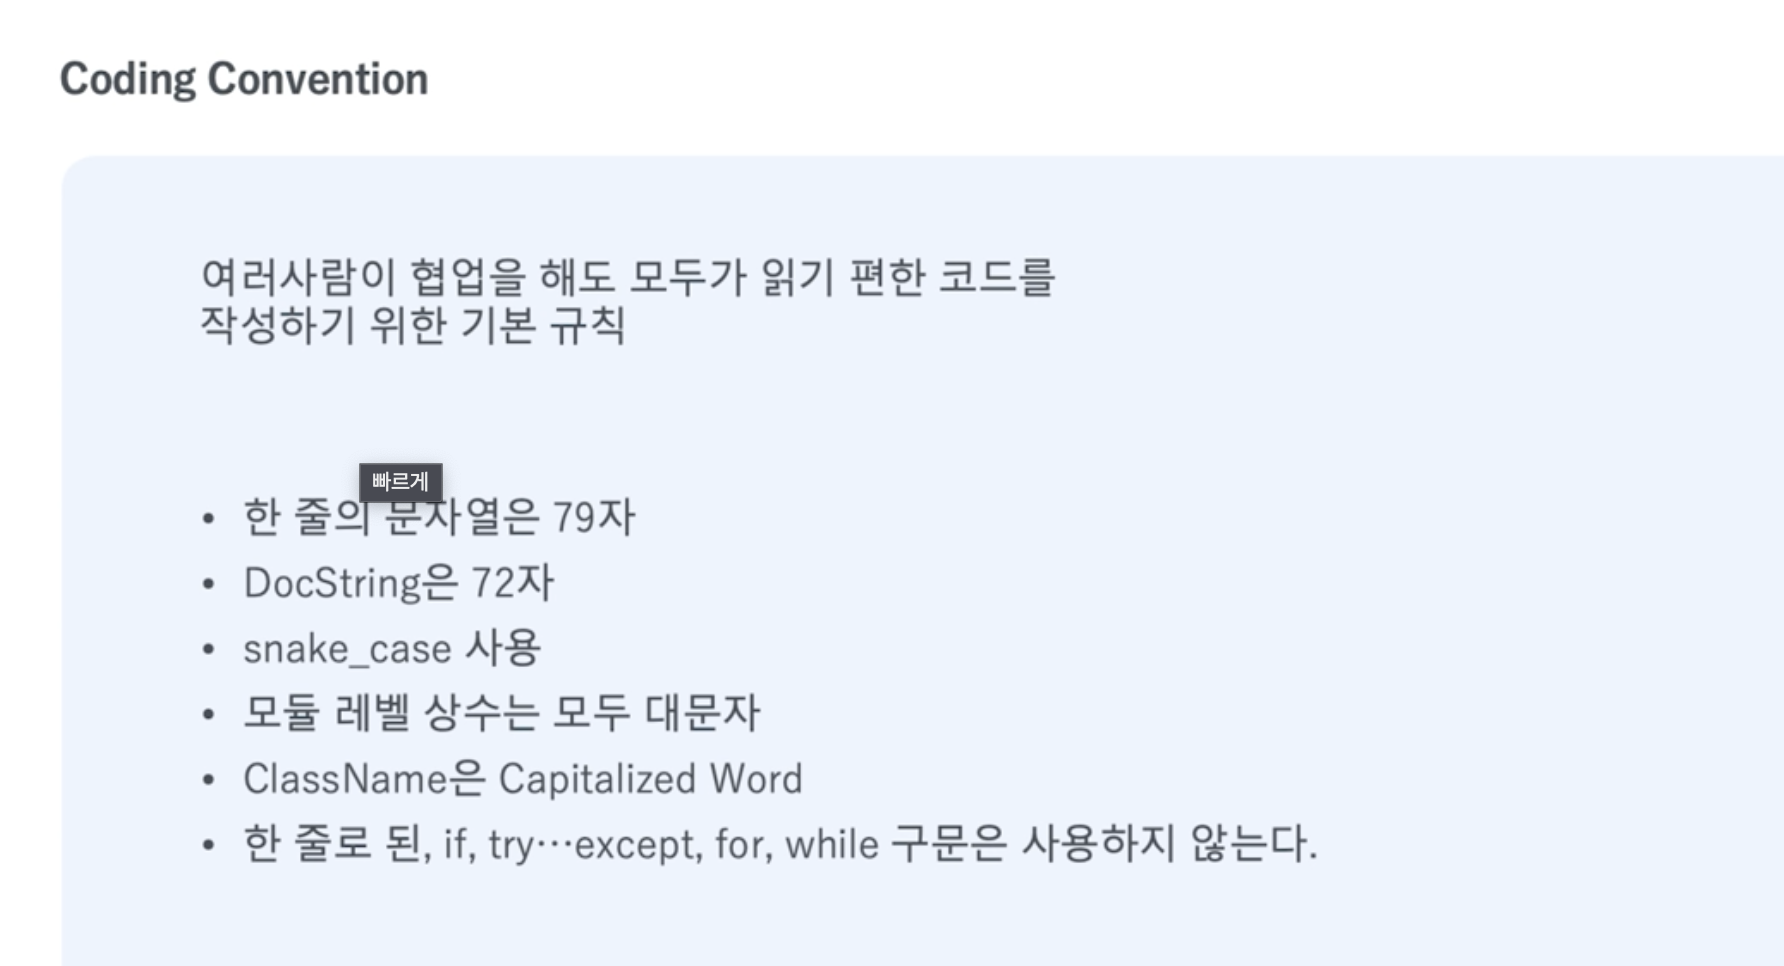 Coding Convention
여러사람이 협업을 해도 모두가 읽기 편한 코드를
작성하기 위한 기본 규칙
빠르게
• 한 줄의 문자열은 79자
• DocString은 72자
• snake_case 사용
• 모듈 레벨 상수는 모두 대문자
• ClassName은 Capitalized Word
• 한 줄로 된, if, try⋯except, for, while 구문은 사용하지 않는다.